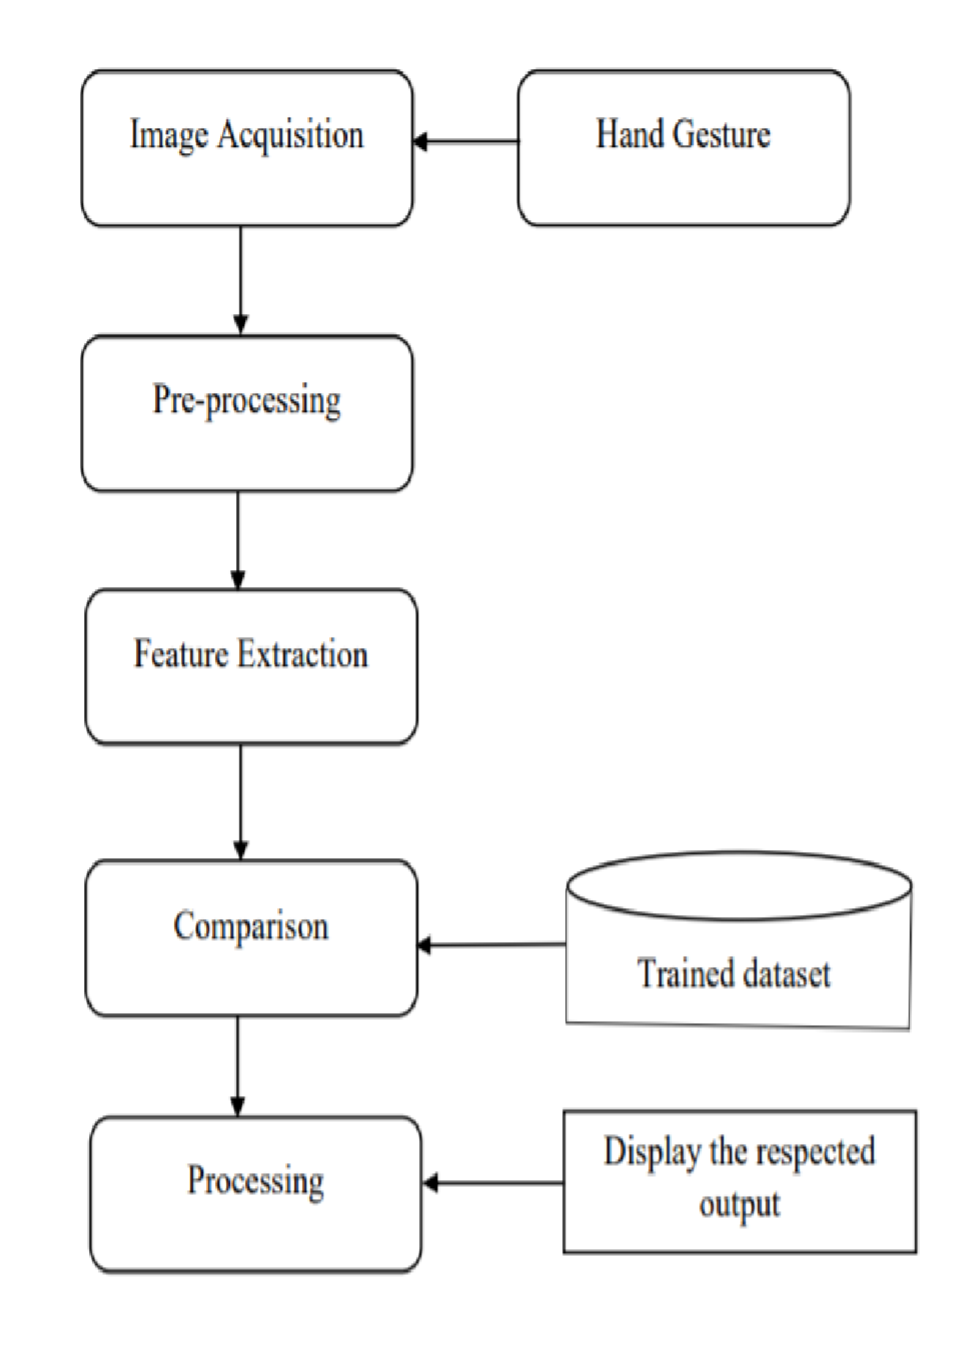 Image Acquisition
Hand Gesture
Pre-processing
Feature Extraction
Comparison
Trained dataset
Processing
Display the respected
output